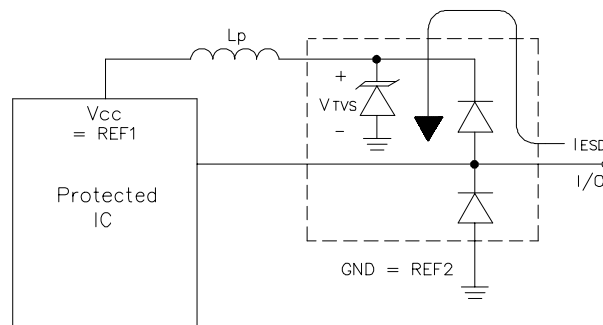 Lp
+
VTVS
-
Vcc
= REF1
Protected
IC
IESD
I/O
GND = REF2